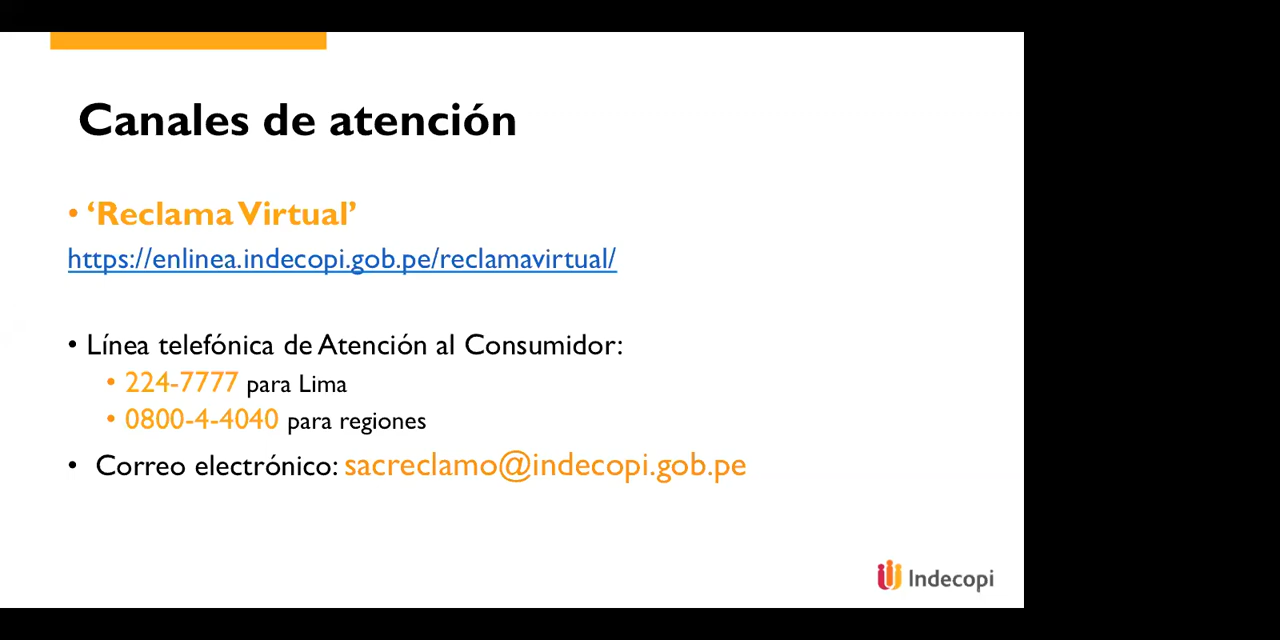 Canales de atención
• ‘Reclama Virtual’
https://enlinea.indecopi.gob.pe/reclamavirtual/
• Línea telefónica de Atención al Consumidor:
• 224-7777 para Lima
• 0800-4-4040 para regiones
• Correo electrónico: sacreclamo@indecopi.gob.pe
Indecopi